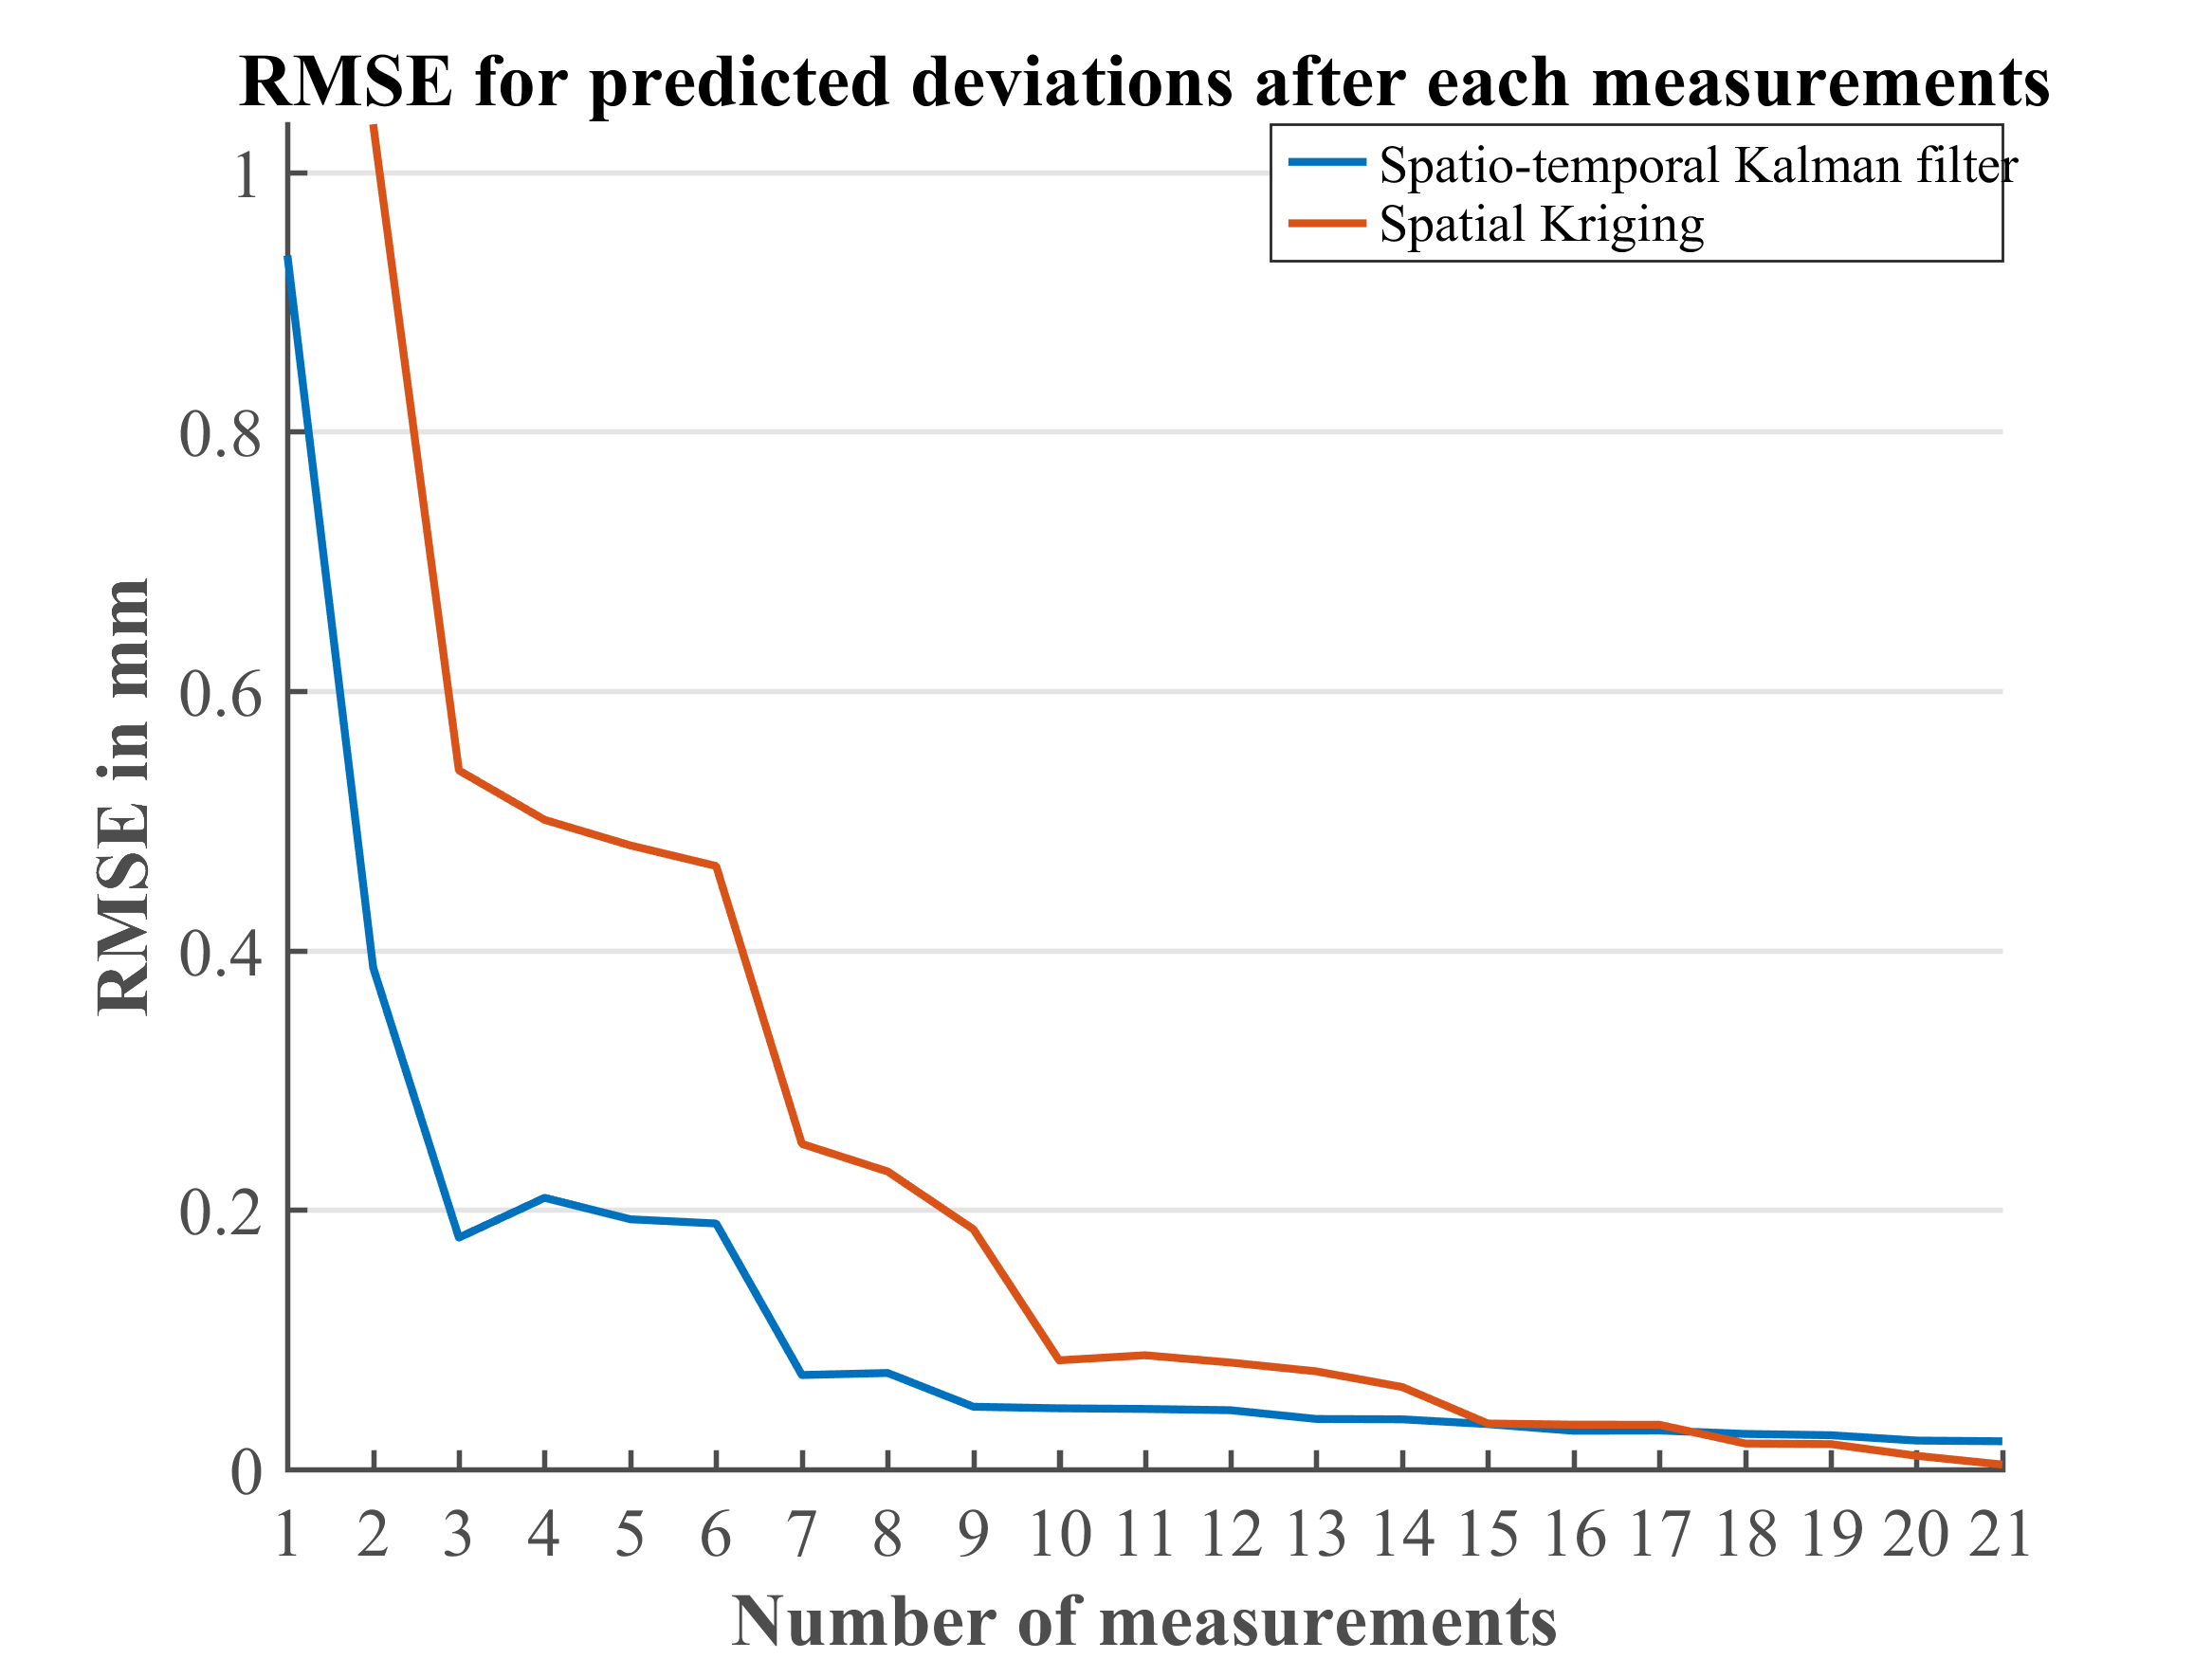 RMSE for predicted deviations after each measurements
Spatio-temporal Kalman filter
Spatial Kriging
1
0.8
0.6
0.4
0.2
0
RMSE in mm
1 2 3 4 5 6 7 8 9 10 11 12 13 14 15 16 17 18 19 20 21
Number of measurements